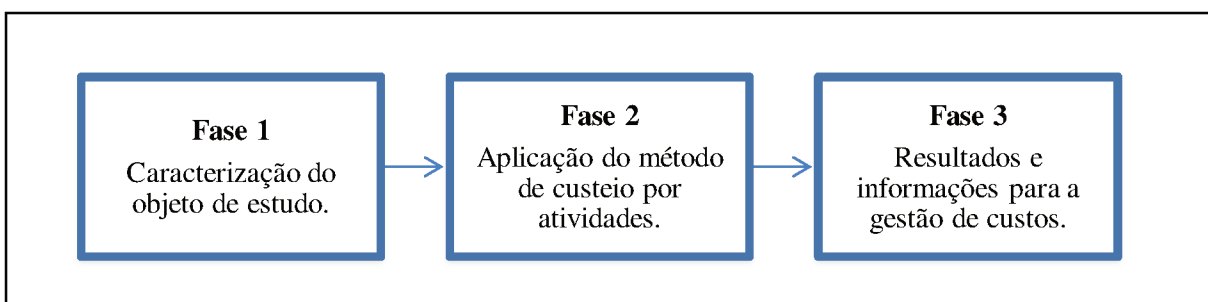 Fase 1
Caracterização do
objeto de estudo.
Fase 2
Aplicação do método
de custeio por
atividades.
Fase 3
Resultados e
informações para a
gestão de custos.